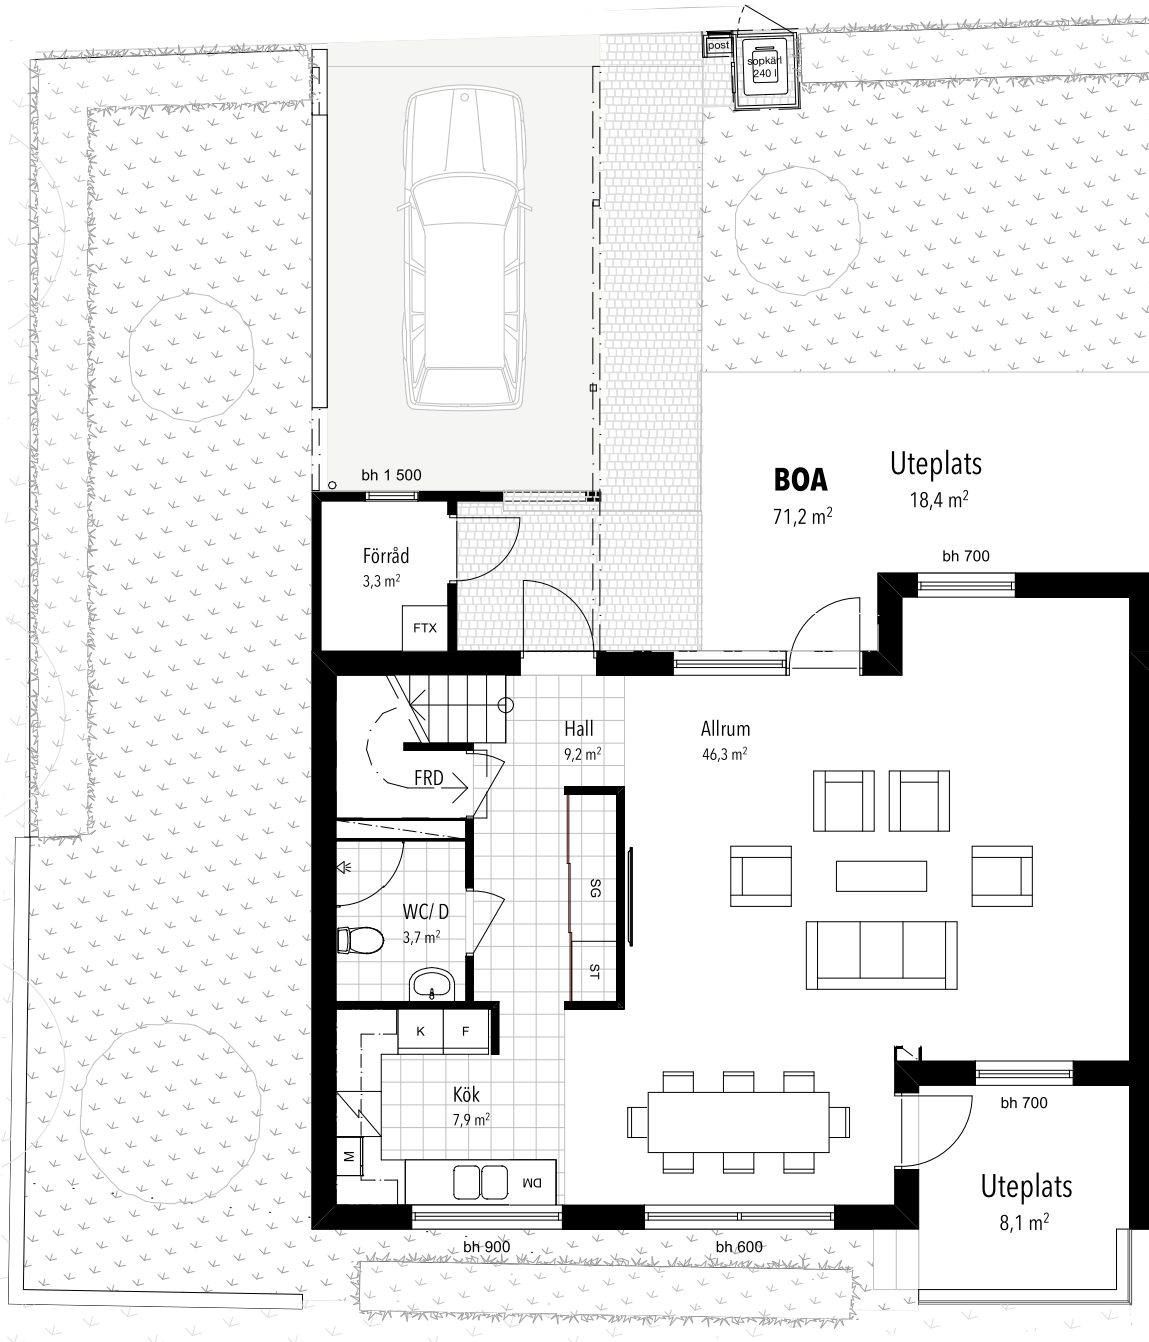 post
sopkärl
240 l
bh 1 500
BOA
71,2 m²
Uteplats
18,4 m²
bh 700
Förråd
3,3 m²
FTX
Hall
9,2 m²
Allrum
46,3 m²
FRD
SG
WC/ D
3,7 m²
ST
K
F
Kök
7,9 m²
M
DM
bh 700
Uteplats
8,1 m²
bh 900
bh 600